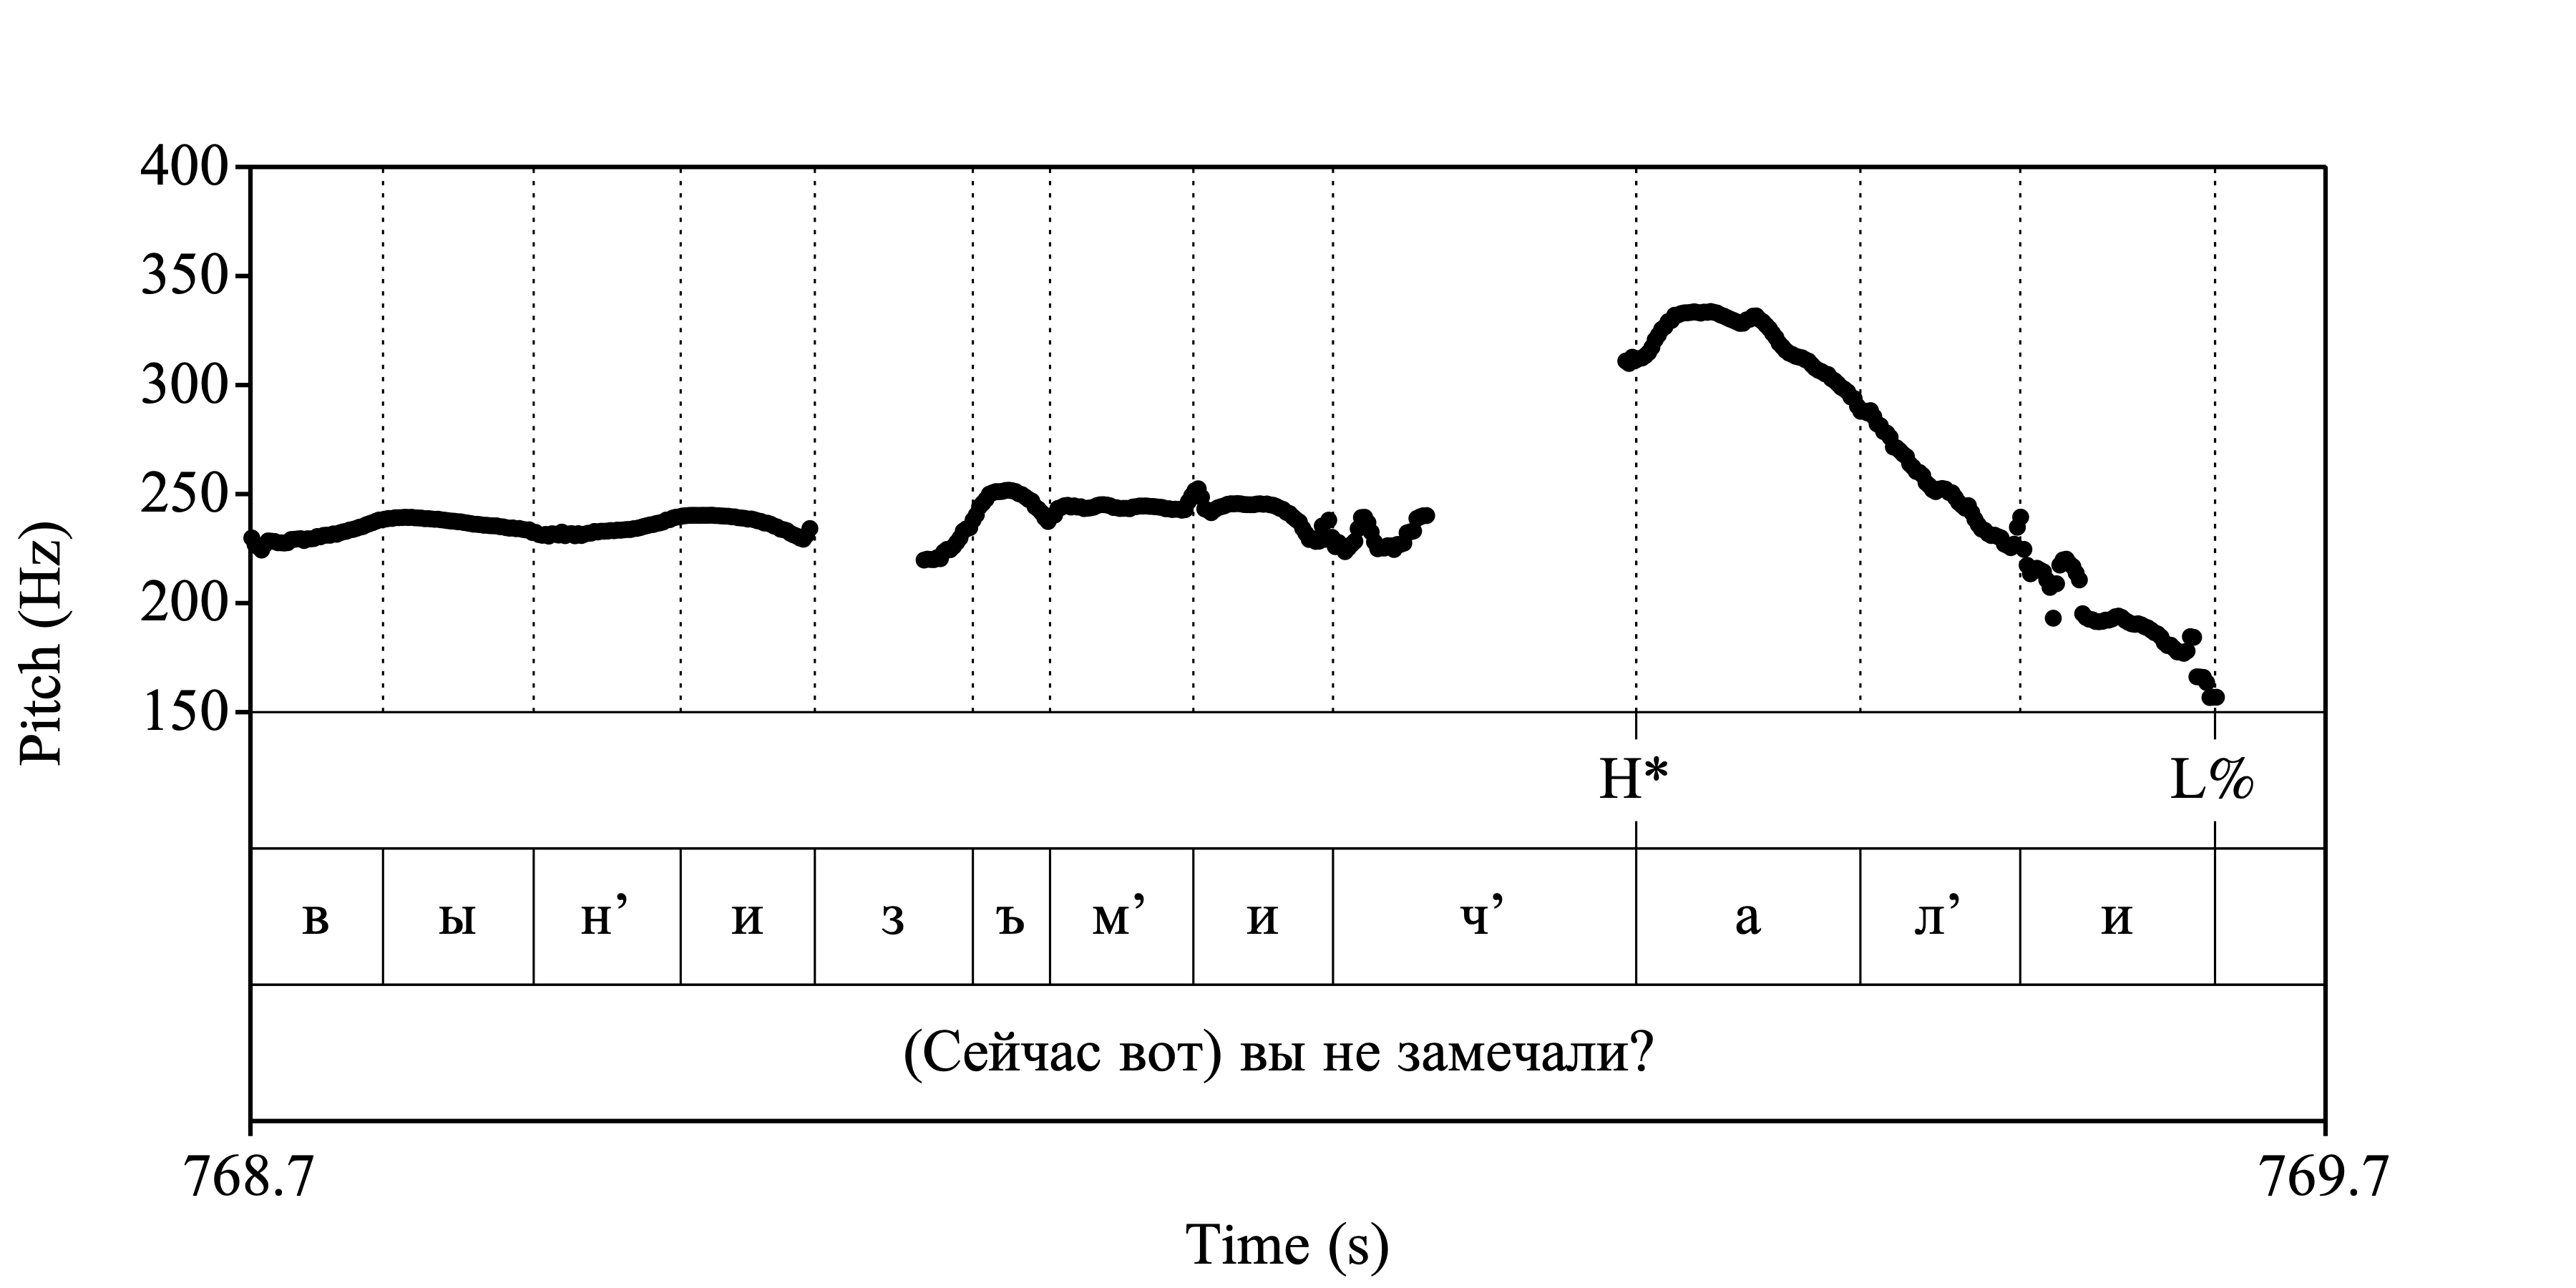 400
350
300
250
200
150
Pitch (Hz)
H* L%
в ы н’ и з ъ м’ и ч’ а л’ и
(Сейчас вот) вы не замечали?
768.7 769.7
Time (s)